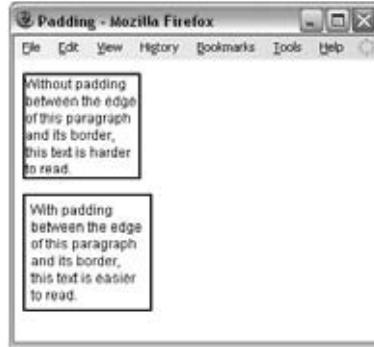 Padding - Mozilla Firefox
File Edit View History Bookmarks Tools Help
Without padding
between the edge
of this paragraph
and its border,
this text is harder
to read.
With padding
between the edge
of this paragraph
and its border,
this text is easier
to read.